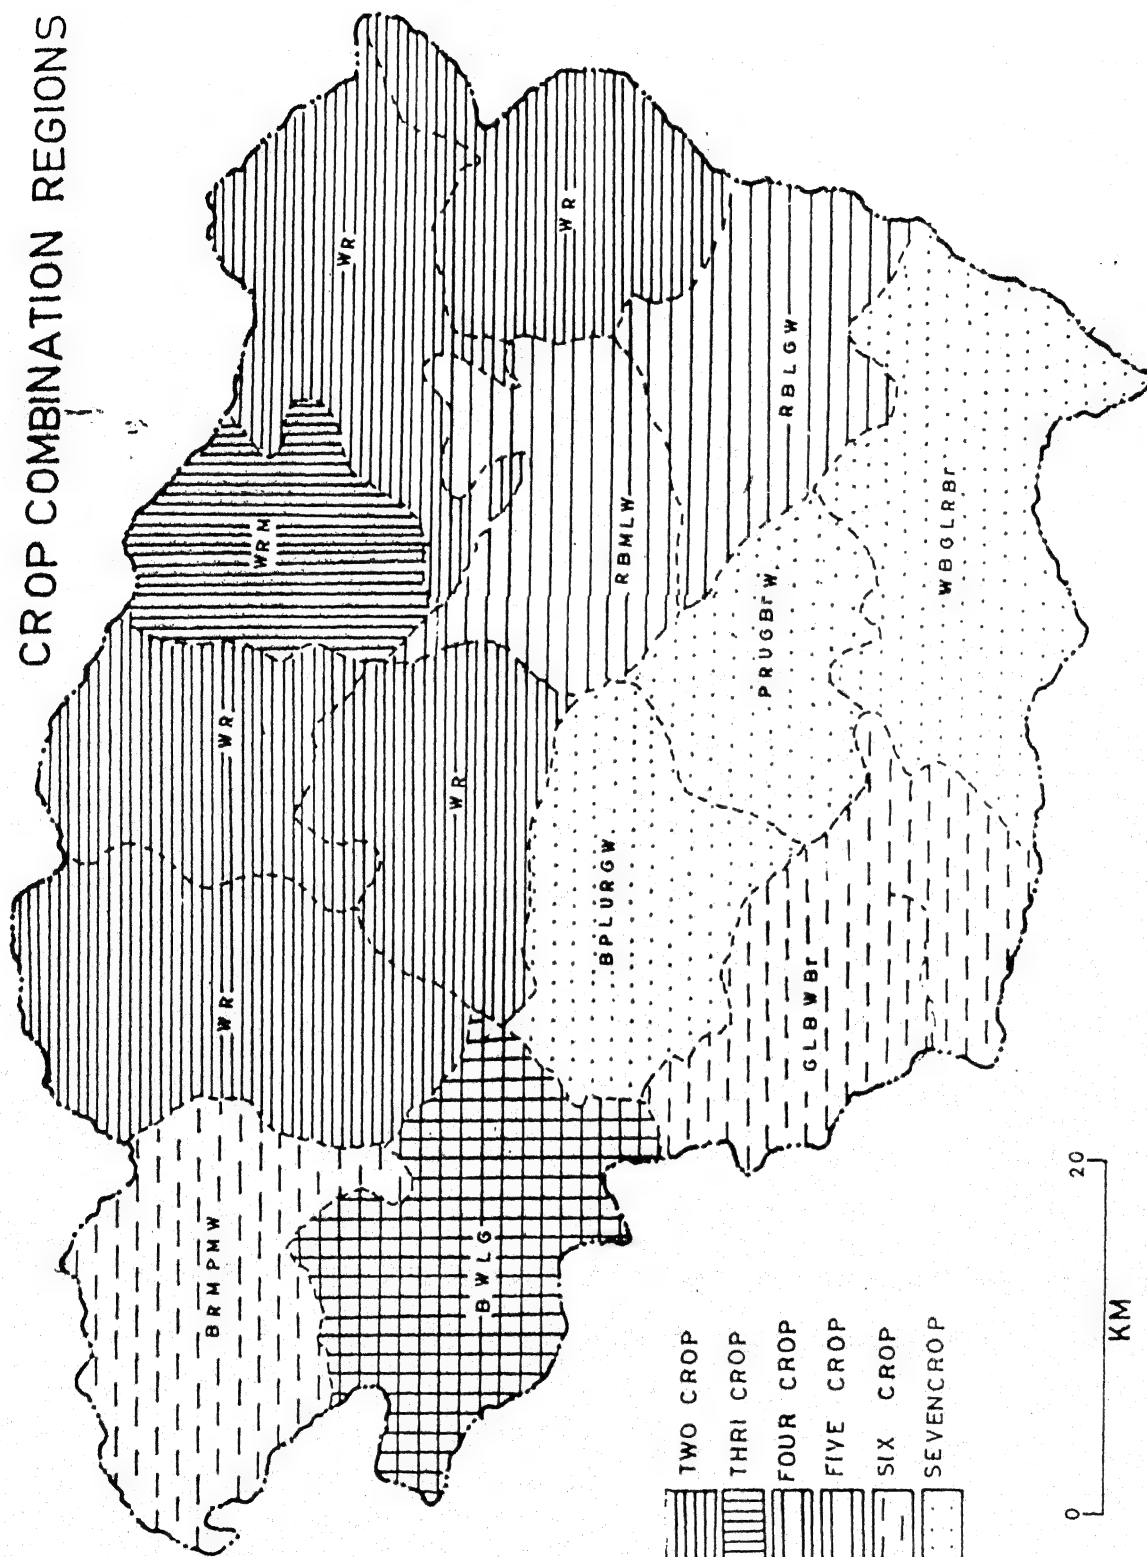 CROP COMBINATION REGIONS
BRMPMW
WR
WR
WRM
WR
BWLG
WR
WR
BPLURGW
RBMLW
GLBWBr
PRUGBrW
RBLGW
WBGLRBr
TWO CROP
THRI CROP
FOUR CROP
FIVE CROP
SIX CROP
SEVENCROP
0 20
KM